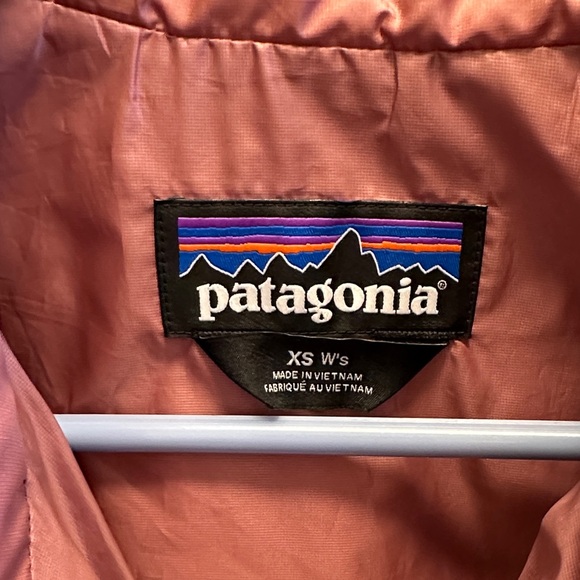 patagonia®
XS W's
MADE IN VIETNAM
FABRIQUÉ AU VIETNAM